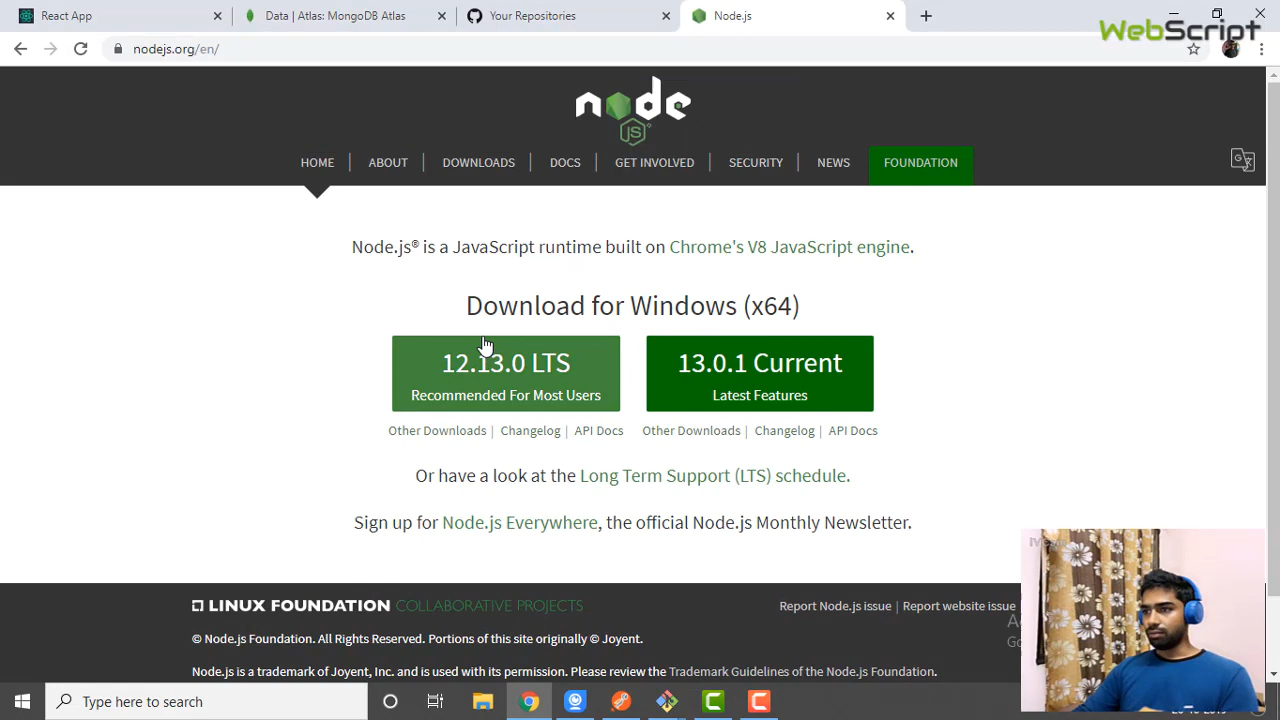 React App
Data | Atlas: MongoDB Atlas
Your Repositories
Node.js
WebScript
nodejs.org/en/
node
JS
HOME
ABOUT
DOWNLOADS
DOCS
GET INVOLVED
SECURITY
NEWS
FOUNDATION
Node.js® is a JavaScript runtime built on Chrome's V8 JavaScript engine.
Download for Windows (x64)
12.13.0 LTS
Recommended For Most Users
13.0.1 Current
Latest Features
Other Downloads | Changelog | API Docs
Other Downloads | Changelog | API Docs
Or have a look at the Long Term Support (LTS) schedule.
Sign up for Node.js Everywhere, the official Node.js Monthly Newsletter.
LINUX FOUNDATION COLLABORATIVE PROJECTS
Report Node.js issue | Report website issue
© Node.js Foundation. All Rights Reserved. Portions of this site originally © Joyent.
Node.js is a trademark of Joyent, Inc. and is used with its permission. Please review the Trademark Guidelines of the Node.js Foundation.
Type here to search